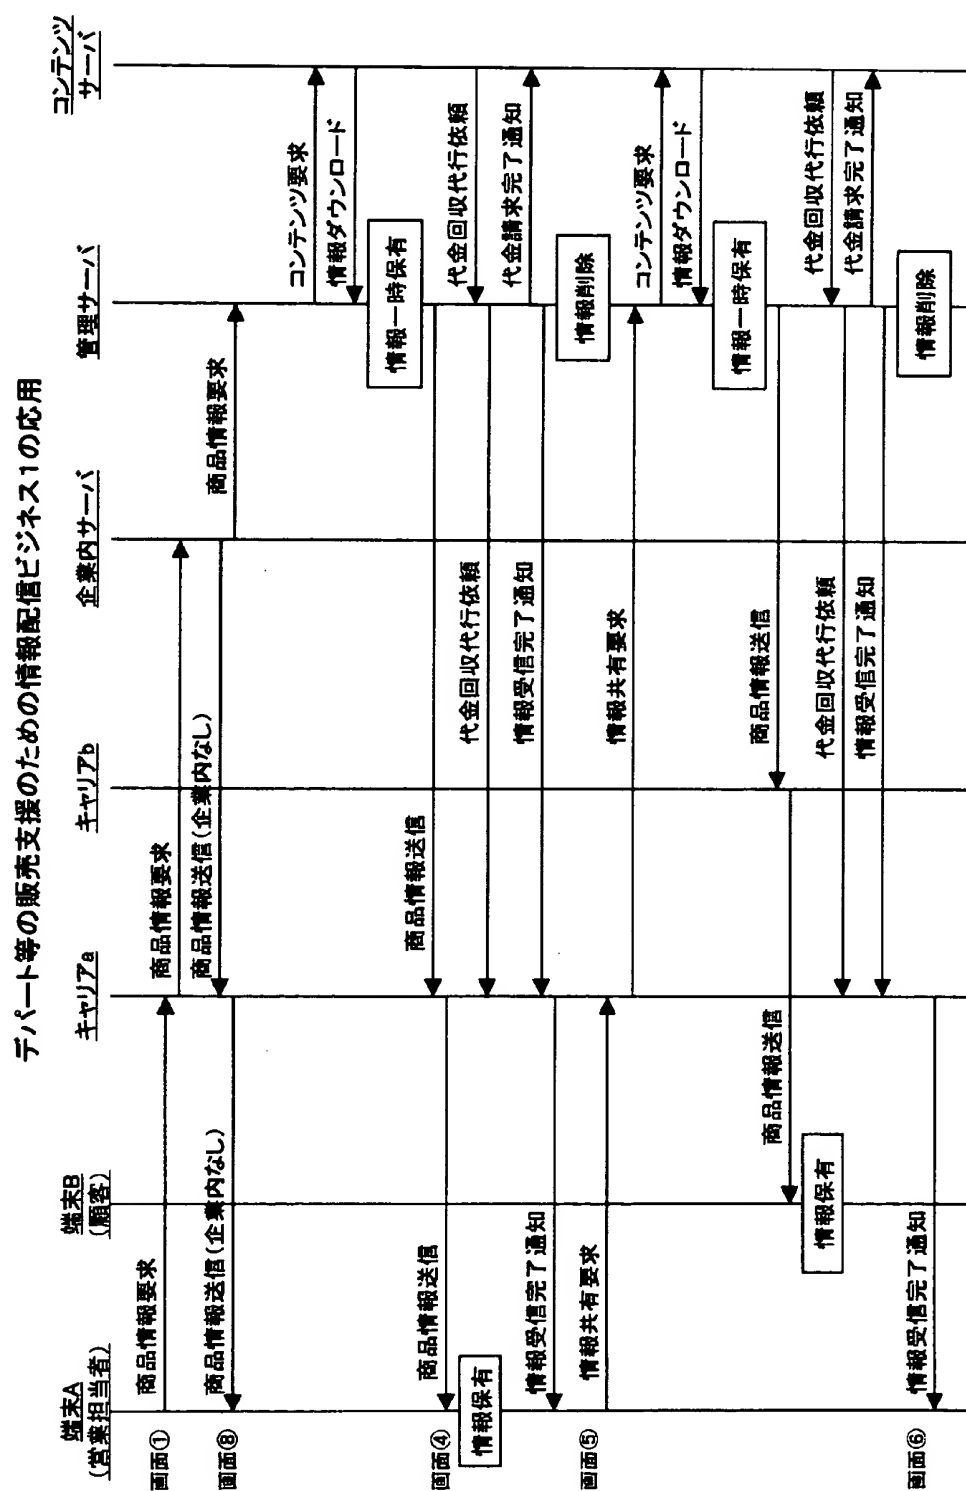 デパート等の販売支援のための情報配信ビジネス1の応用
端末A
(営業担当者)
端末B
(顧客)
キャリアa
キャリアb
企業内サーバ
管理サーバ
コンテンツ
サーバ
画面①
商品情報要求
商品情報要求
画面⑧
商品情報送信(企業内なし)
商品情報送信(企業内なし)
商品情報要求
コンテンツ要求
情報ダウンロード
情報一時保有
画面④
商品情報送信
商品情報送信
情報保有
代金回収代行依頼
代金回収代行依頼
代金請求完了通知
情報受信完了通知
情報受信完了通知
情報削除
画面⑤
情報共有要求
情報共有要求
コンテンツ要求
情報ダウンロード
情報一時保有
商品情報送信
商品情報送信
情報保有
代金回収代行依頼
代金回収代行依頼
代金請求完了通知
情報受信完了通知
情報削除
画面⑥
情報受信完了通知